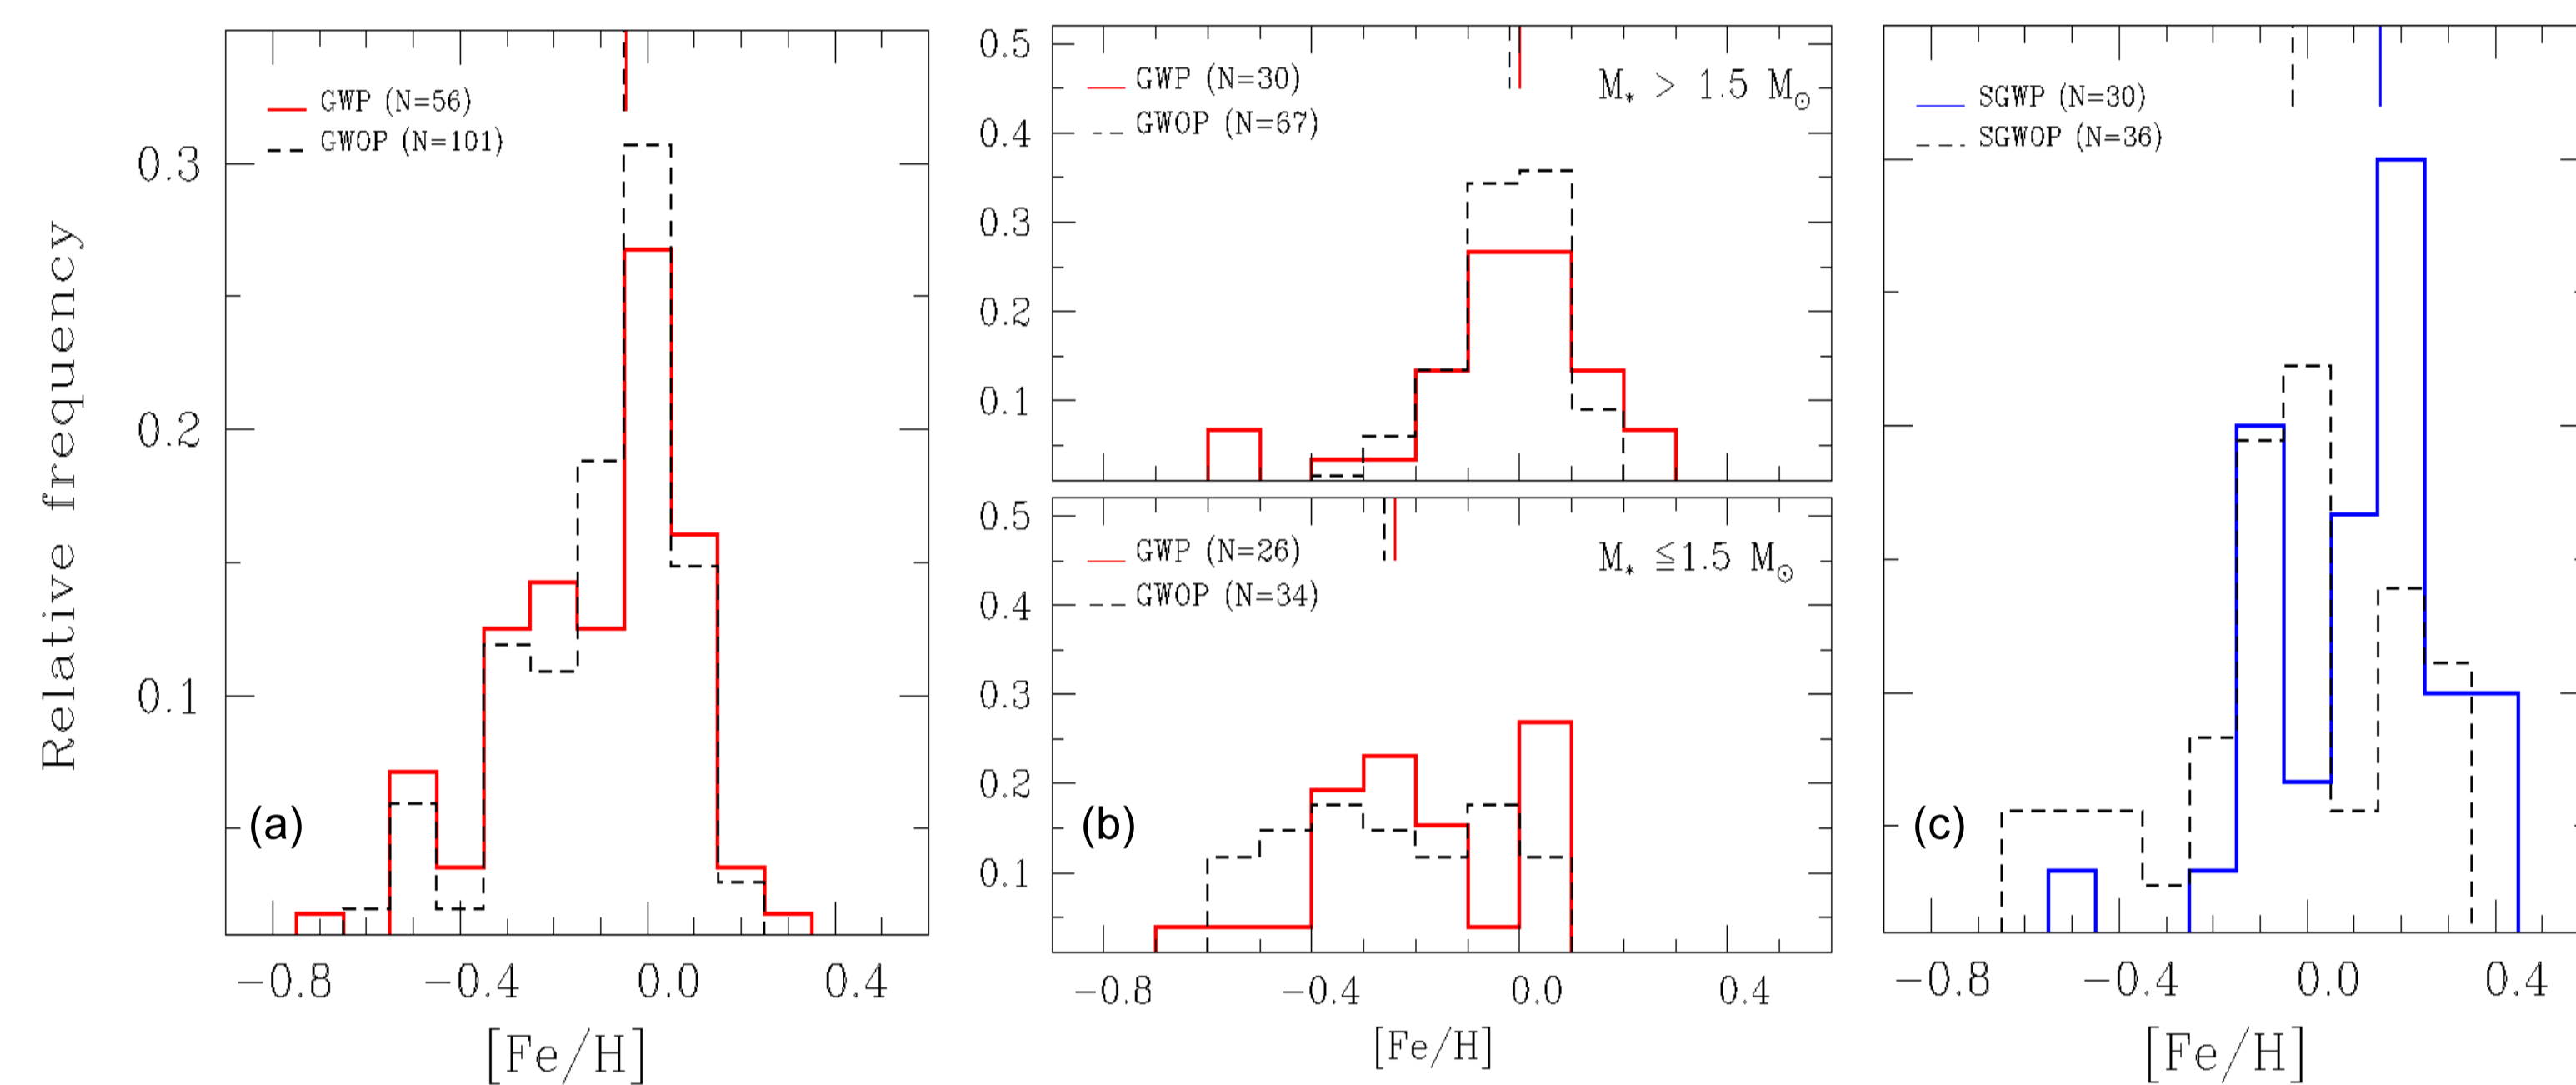 Relative frequency
GWP (N=56)
GWOP (N=101)
0.3
0.2
0.1
(a)
−0.8 −0.4 0.0 0.4
[Fe/H]
0.5
GWP (N=30)
M* > 1.5 M⊙
GWOP (N=67)
0.4
0.3
0.2
0.1
0.5
GWP (N=26)
M* ≦1.5 M⊙
GWOP (N=34)
0.4
0.3
0.2
0.1
(b)
−0.8 −0.4 0.0 0.4
[Fe/H]
SGWP (N=30)
SGWOP (N=36)
(c)
−0.8 −0.4 0.0 0.4
[Fe/H]